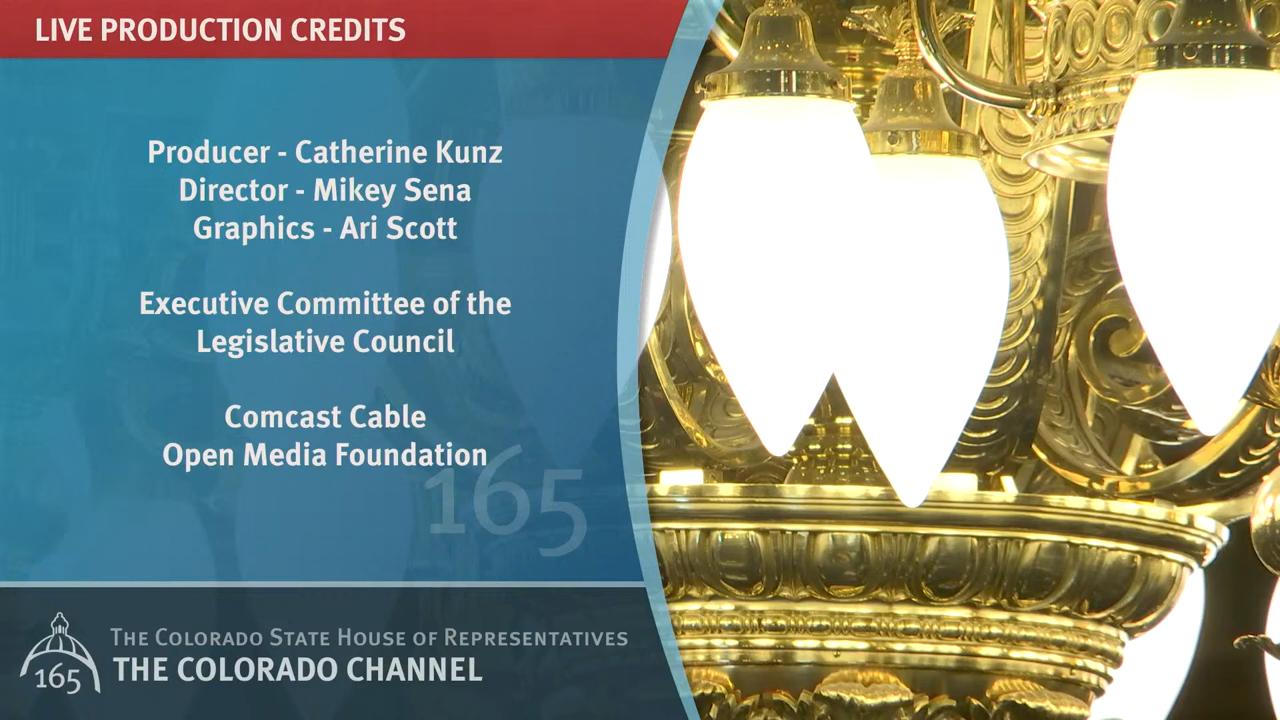 LIVE PRODUCTION CREDITS
Producer - Catherine Kunz
Director - Mikey Sena
Graphics - Ari Scott
Executive Committee of the
Legislative Council
Comcast Cable
Open Media Foundation
165
THE COLORADO STATE HOUSE OF REPRESENTATIVES
165
THE COLORADO CHANNEL